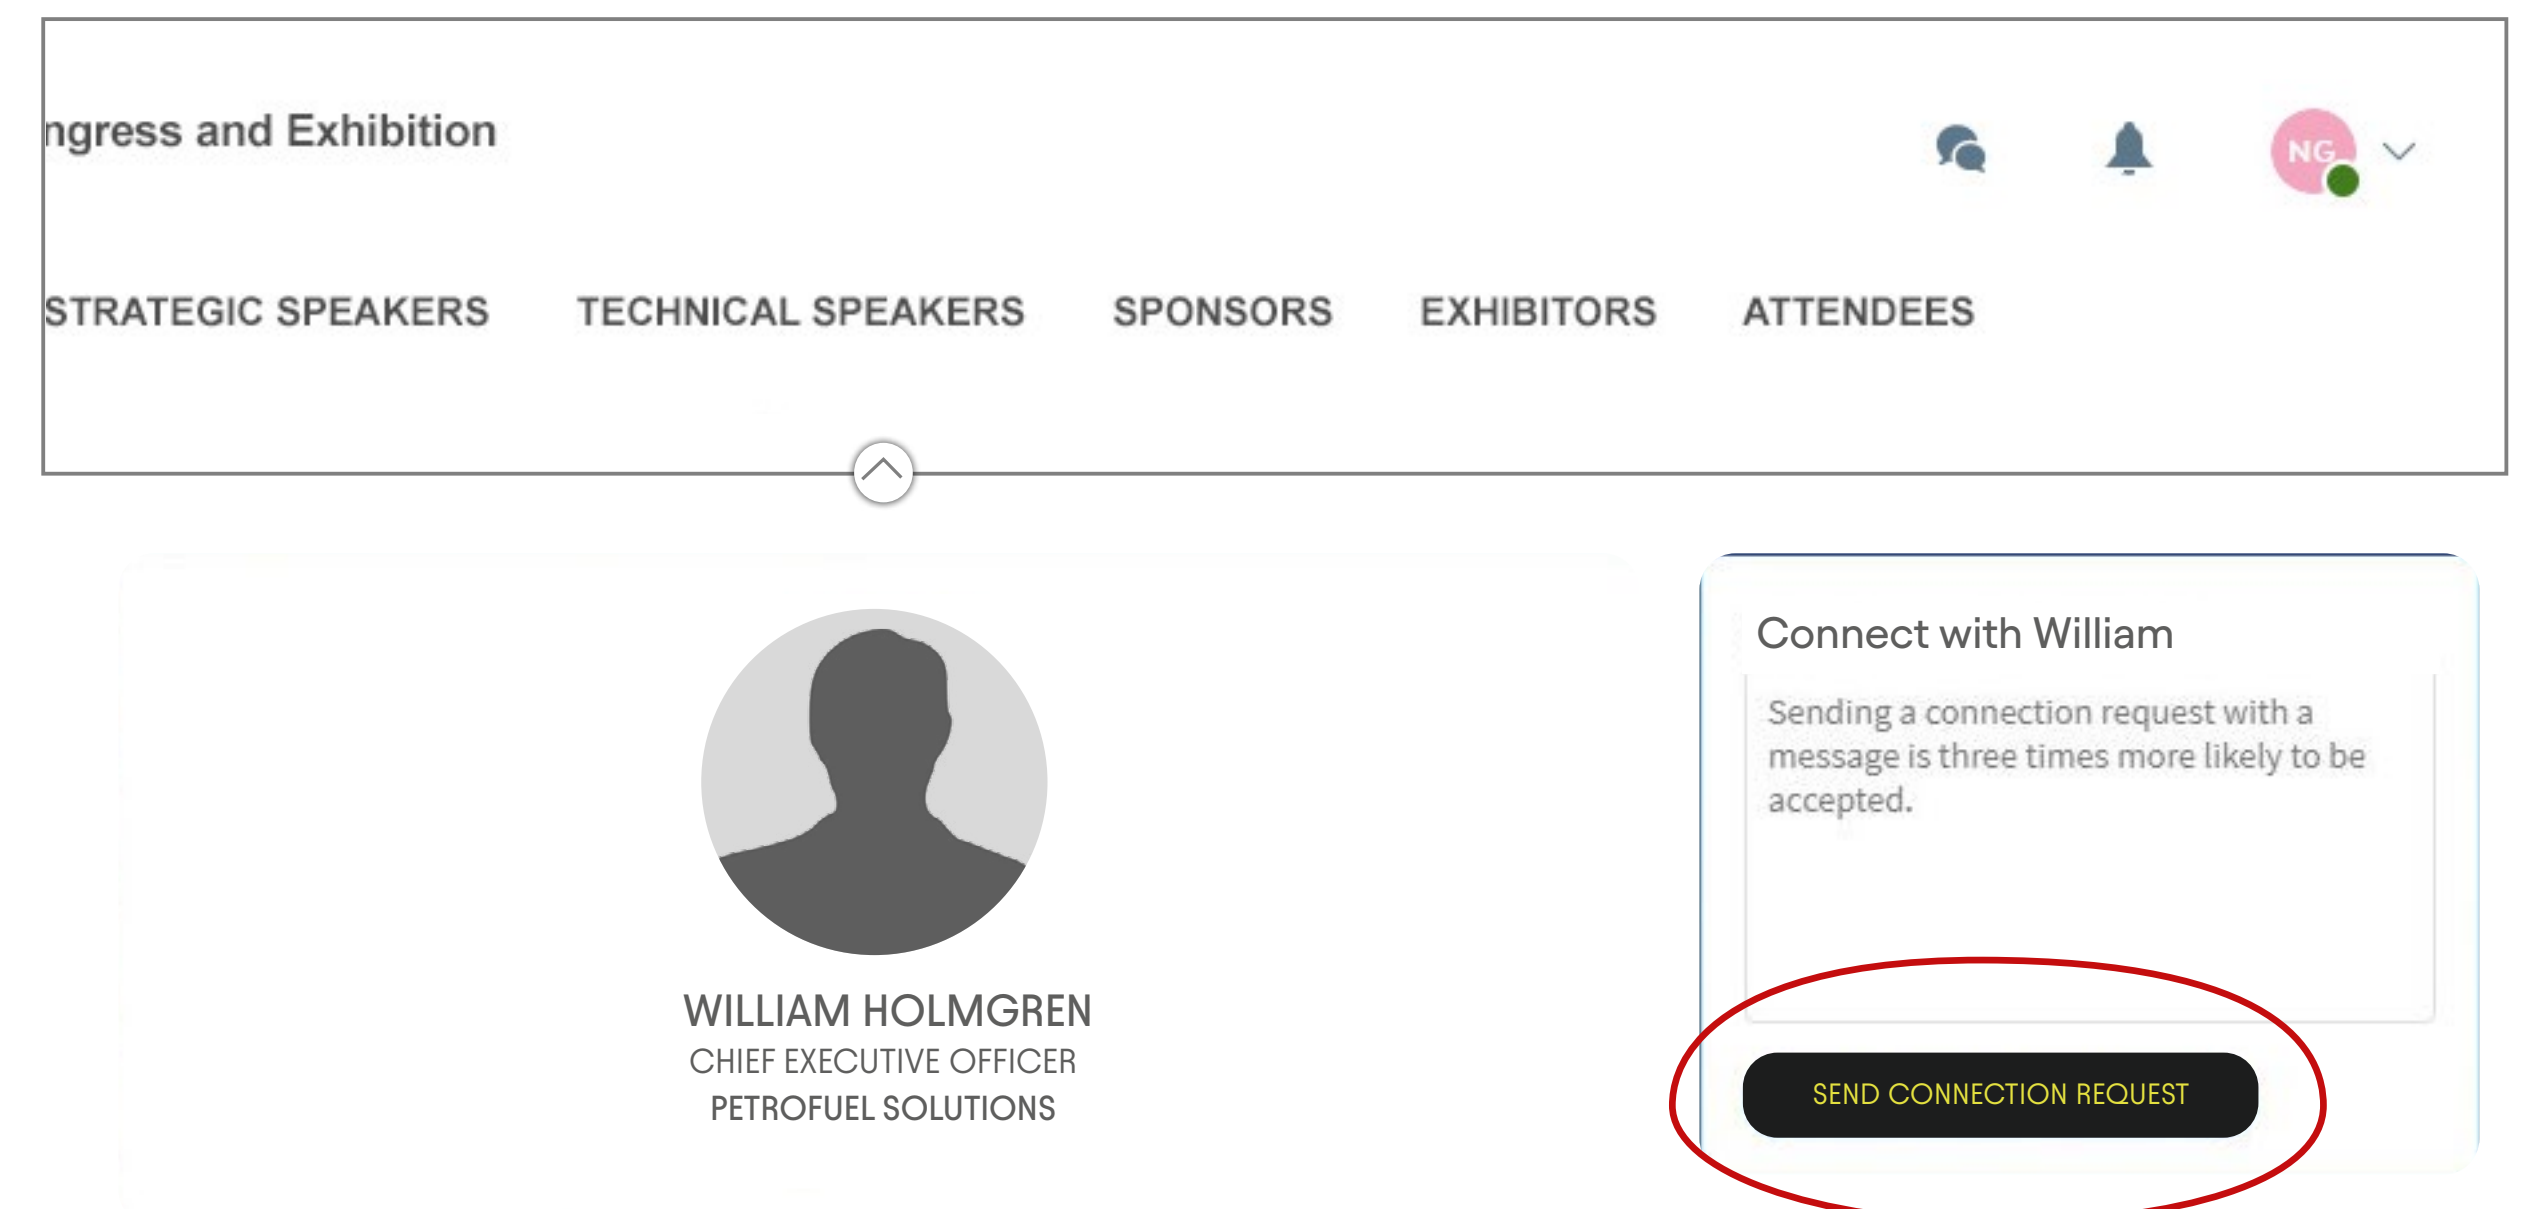 ngress and Exhibition
NG
STRATEGIC SPEAKERS TECHNICAL SPEAKERS SPONSORS EXHIBITORS ATTENDEES
WILLIAM HOLMGREN
CHIEF EXECUTIVE OFFICER
PETROFUEL SOLUTIONS
Connect with William
Sending a connection request with a
message is three times more likely to be
accepted.
SEND CONNECTION REQUEST